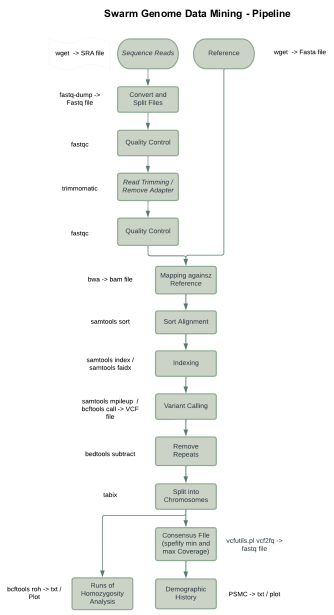 Swarm Genome Data Mining - Pipeline
wget -> SRA file
Sequence Reads
Reference
wget -> Fasta file
fastq-dump ->
Fastq file
Convert and
Split Files
fastqc
Quality Control
trimmomatic
Read Trimming /
Remove Adapter
fastqc
Quality Control
bwa -> bam file
Mapping againsz
Reference
samtools sort
Sort Alignment
samtools index /
samtools faidx
Indexing
samtools mpileup /
bcftools call -> VCF
file
Variant Calling
bedtools subtract
Remove
Repeats
tabix
Split into
Chromosomes
Consensus FIle
(spefify min and
max Coverage)
vcfutils.pl vcf2fq ->
fastq file
bcftools roh -> txt /
Plot
Runs of
Homozygosity
Analysis
Demographic
History
PSMC -> txt / plot